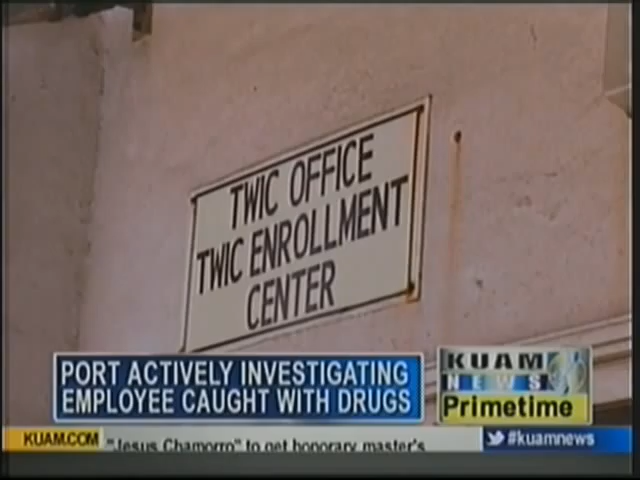 TWIC OFFICE
TWIC ENROLLMENT
CENTER
PORT ACTIVELY INVESTIGATING
EMPLOYEE CAUGHT WITH DRUGS
KUAM
NEWS
Primetime
KUAM.COM
"Jesus Chamorro" to get honorary master's
#kuamnews